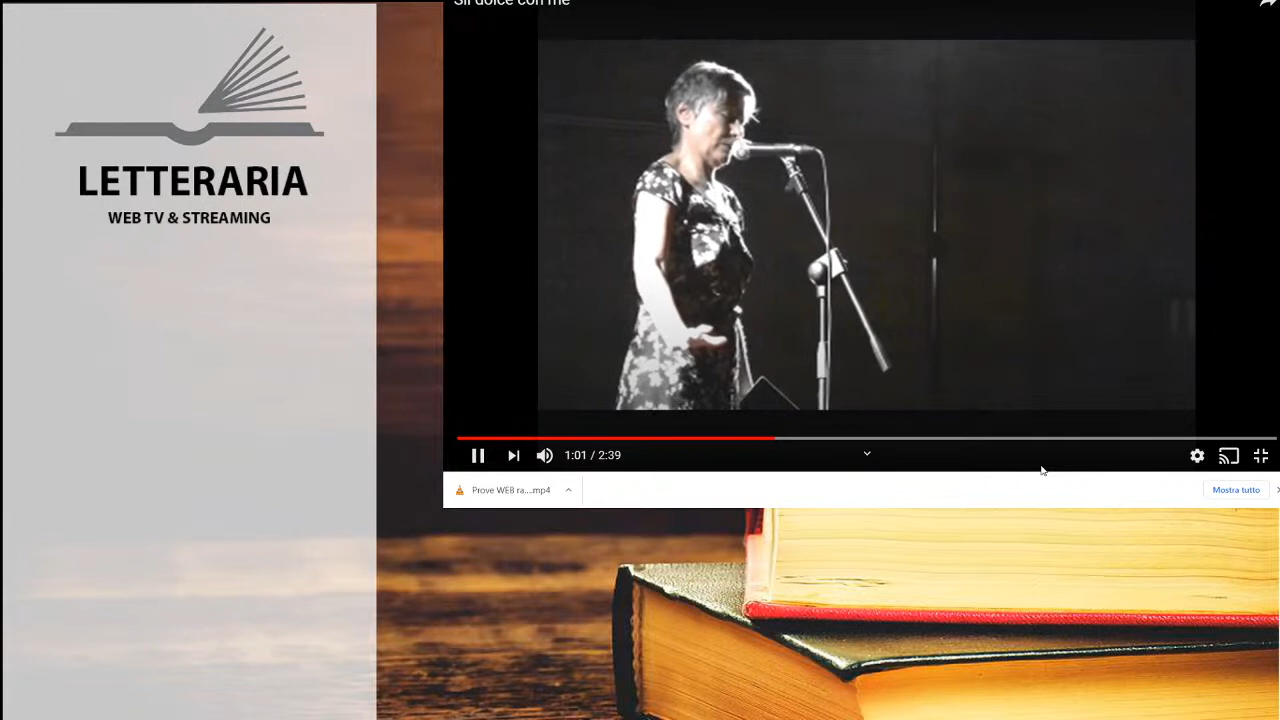 Sii dolce con me
LETTERARIA
WEB TV & STREAMING
1:01 / 2:39
Prove WEB ra....mp4
Mostra tutto